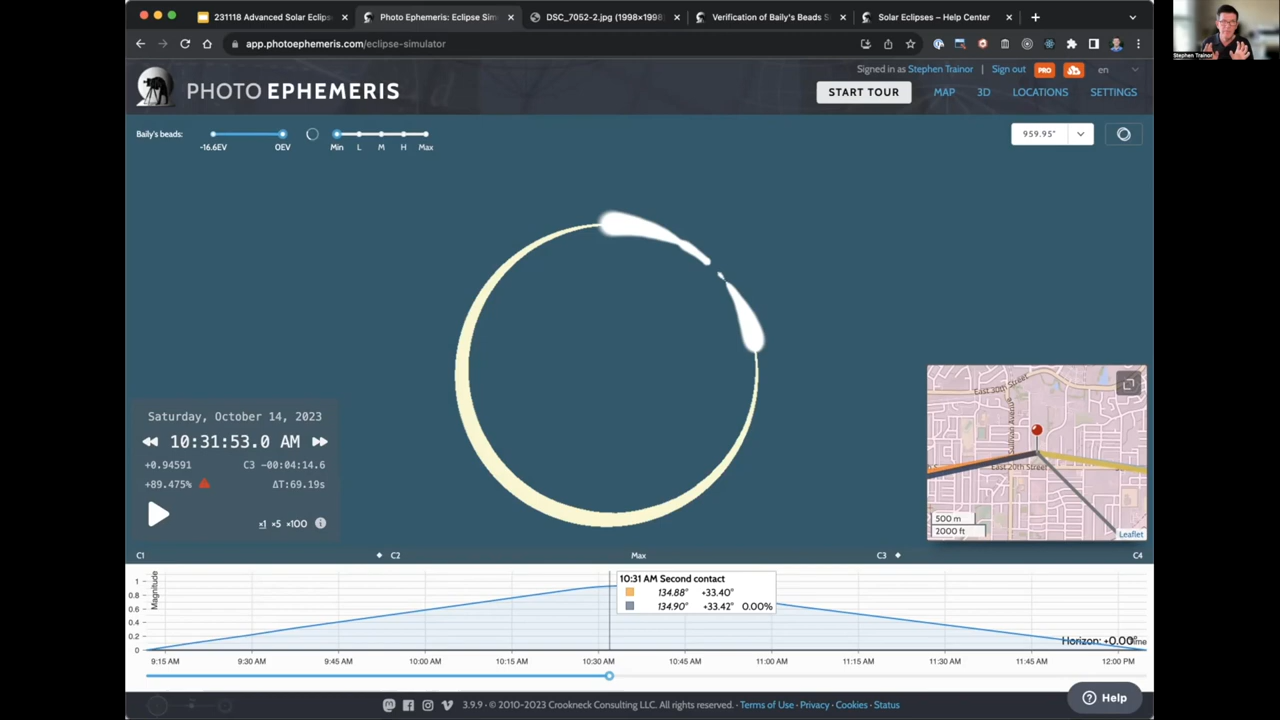 231118 Advanced Solar Eclips
Photo Ephemeris: Eclipse Sim
DSC_7052-2.jpg (1998×1998
Verification of Baily's Beads S
Solar Eclipses – Help Center
app.photoephemeris.com/eclipse-simulator
Stephen Trainor
Signed in as Stephen Trainor | Sign out PRO en
PHOTO EPHEMERIS
START TOUR MAP 3D LOCATIONS SETTINGS
Baily's beads:
-16.6EV 0EV Min L M H Max
959.95"
Saturday, October 14, 2023
10:31:53.0 AM
+0.94591 C3 -00:04:14.6
+89.475% ΔT:69.19s
x1 x5 x100
East 30th Street
Sullivan Avenue
East 20th Street
500 m
2000 ft
Leaflet
C1 C2 Max C3 C4
Magnitude
1
0.8
0.6
0.4
0.2
0
10:31 AM Second contact
134.88° +33.40°
134.90° +33.42° 0.00%
Horizon: +0.00°
9:15 AM 9:30 AM 9:45 AM 10:00 AM 10:15 AM 10:30 AM 10:45 AM 11:00 AM 11:15 AM 11:30 AM 11:45 AM 12:00 PM
3.9.9 · © 2010-2023 Crookneck Consulting LLC. All rights reserved. · Terms of Use · Privacy · Cookies · Status
Help